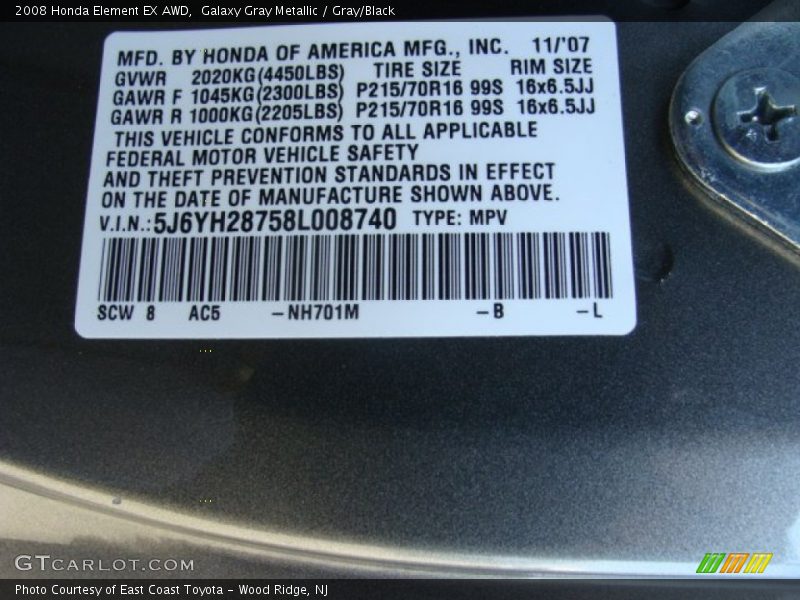 2008 Honda Element EX AWD,  Galaxy Gray Metallic / Gray/Black
MFD. BY HONDA OF AMERICA MFG., INC. 11/'07
GVWR 2020KG(4450LBS) TIRE SIZE RIM SIZE
GAWR F 1045KG(2300LBS) P215/70R16 99S 16x6.5JJ
GAWR R 1000KG(2205LBS) P215/70R16 99S 16x6.5JJ
THIS VEHICLE CONFORMS TO ALL APPLICABLE
FEDERAL MOTOR VEHICLE SAFETY
AND THEFT PREVENTION STANDARDS IN EFFECT
ON THE DATE OF MANUFACTURE SHOWN ABOVE.
V.I.N.:5J6YH28758L008740 TYPE: MPV
SCW 8 AC5 -NH701M -B -L
GTCARLOT.COM
Photo Courtesy of East Coast Toyota - Wood Ridge, NJ